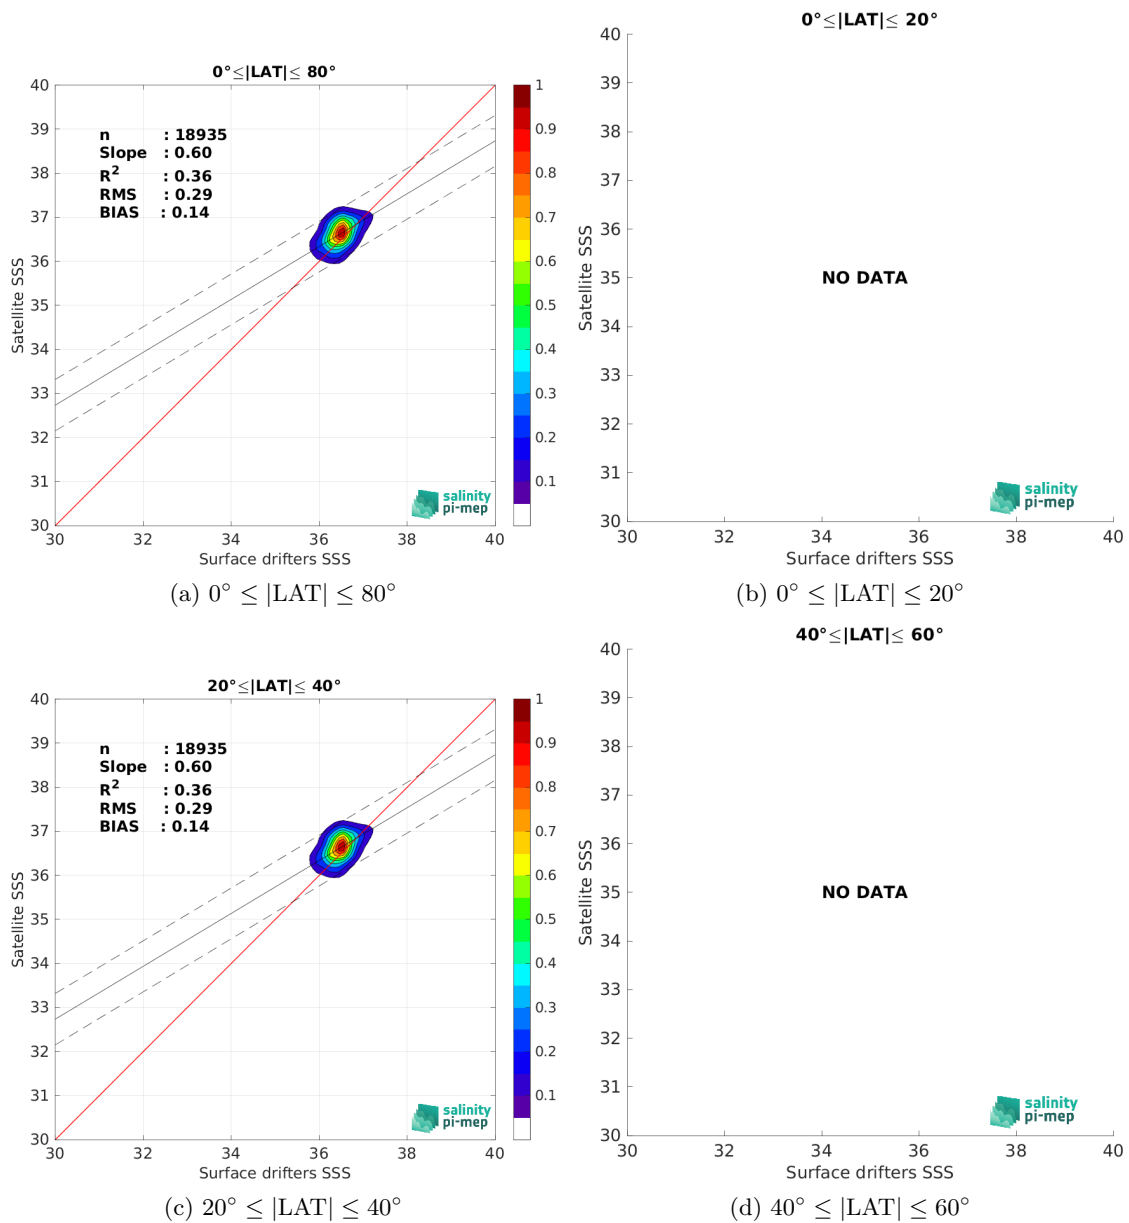 0°≤|LAT|≤ 80°
40
39
38
37
36
35
34
33
32
31
30
Satellite SSS
n : 18935
Slope : 0.60
R² : 0.36
RMS : 0.29
BIAS : 0.14
salinity
pi-mep
30 32 34 36 38 40
Surface drifters SSS
1
0.9
0.8
0.7
0.6
0.5
0.4
0.3
0.2
0.1
(a) 0° ≤ |LAT| ≤ 80°
0°≤|LAT|≤ 20°
40
39
38
37
36
35
34
33
32
31
30
Satellite SSS
NO DATA
salinity
pi-mep
30 32 34 36 38 40
Surface drifters SSS
(b) 0° ≤ |LAT| ≤ 20°
20°≤|LAT|≤ 40°
40
39
38
37
36
35
34
33
32
31
30
Satellite SSS
n : 18935
Slope : 0.60
R² : 0.36
RMS : 0.29
BIAS : 0.14
salinity
pi-mep
30 32 34 36 38 40
Surface drifters SSS
1
0.9
0.8
0.7
0.6
0.5
0.4
0.3
0.2
0.1
(c) 20° ≤ |LAT| ≤ 40°
40°≤|LAT|≤ 60°
40
39
38
37
36
35
34
33
32
31
30
Satellite SSS
NO DATA
salinity
pi-mep
30 32 34 36 38 40
Surface drifters SSS
(d) 40° ≤ |LAT| ≤ 60°